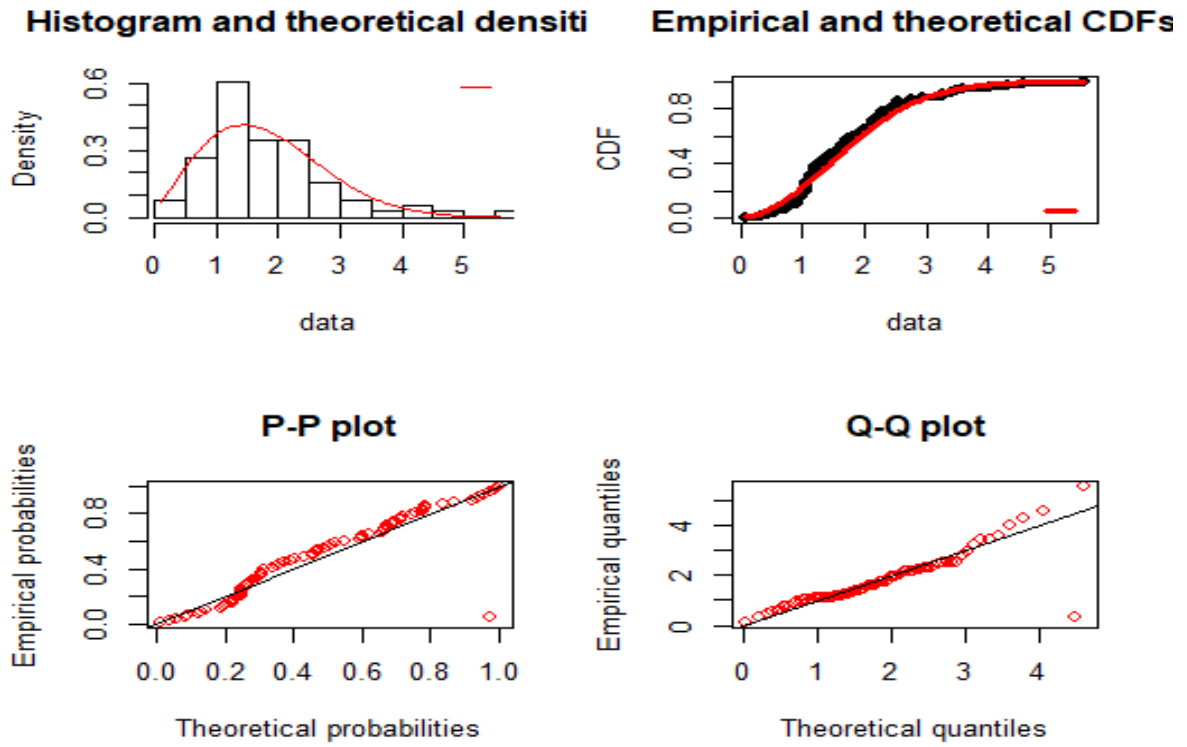 Histogram and theoretical densiti
Density
0.0 0.3 0.6
0 1 2 3 4 5
data
Empirical and theoretical CDFs
CDF
0.0 0.4 0.8
0 1 2 3 4 5
data
P-P plot
Empirical probabilities
0.0 0.4 0.8
0.0 0.2 0.4 0.6 0.8 1.0
Theoretical probabilities
Q-Q plot
Empirical quantiles
0 2 4
0 1 2 3 4
Theoretical quantiles